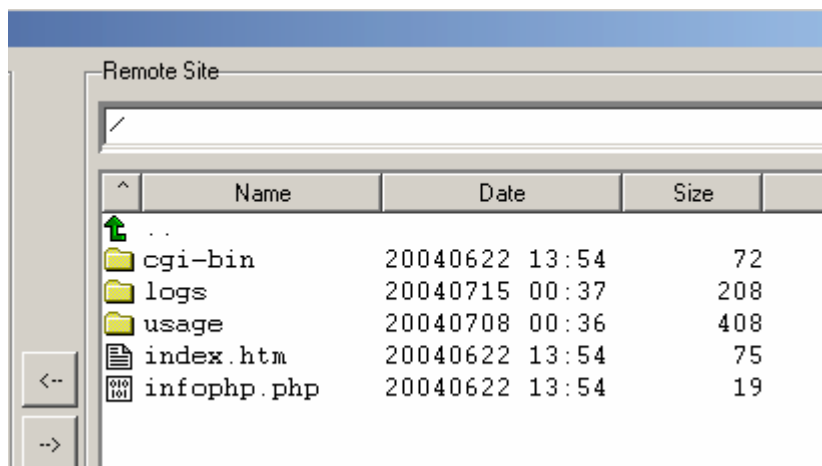 Remote Site
/
^ Name Date Size
..
cgi-bin 20040622 13:54 72
logs 20040715 00:37 208
usage 20040708 00:36 408
index.htm 20040622 13:54 75
<--
infophp.php 20040622 13:54 19
-->